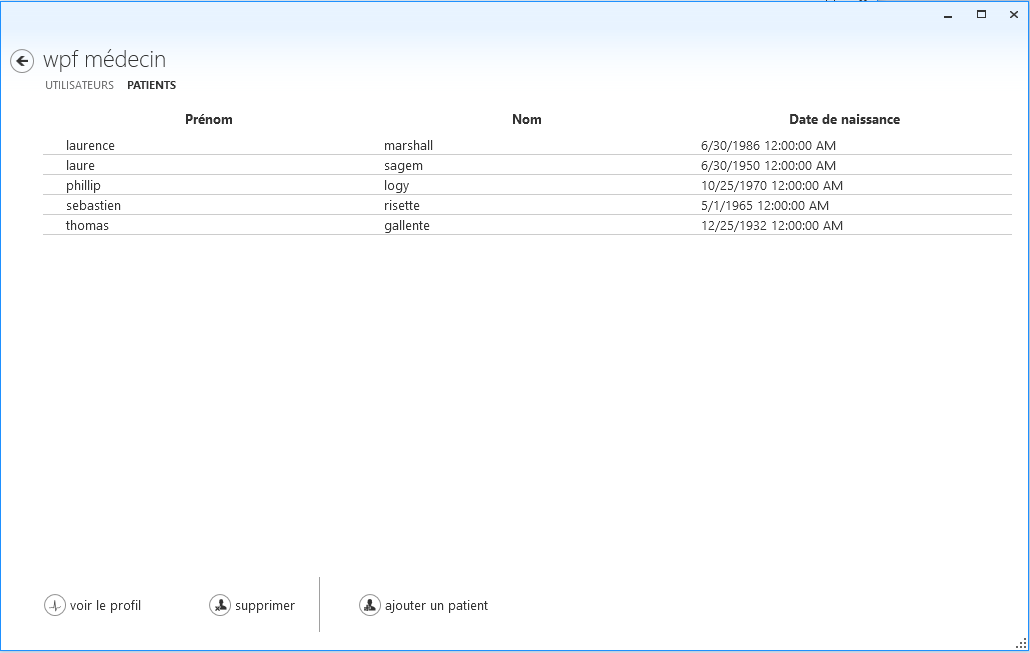 wpf médecin
UTILISATEURS PATIENTS
Prénom Nom Date de naissance
laurence marshall 6/30/1986 12:00:00 AM
laure sagem 6/30/1950 12:00:00 AM
phillip logy 10/25/1970 12:00:00 AM
sebastien risette 5/1/1965 12:00:00 AM
thomas gallente 12/25/1932 12:00:00 AM
voir le profil supprimer ajouter un patient